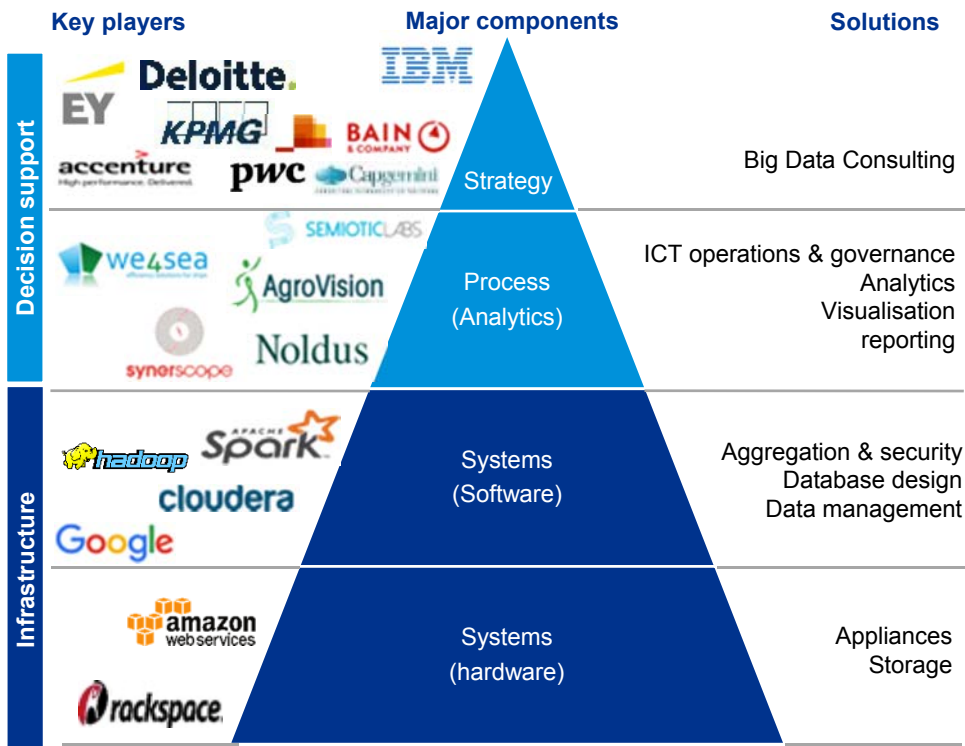 Key players
Major components
Solutions
Decision support
EY
Deloitte.
IBM
KPMG
BAIN
& COMPANY
accenture
High performance. Delivered.
pwc
Capgemini
Strategy
Big Data Consulting
SEMIOTICLABS
we4sea
AgroVision
synerscope
Noldus
Process
(Analytics)
ICT operations & governance
Analytics
Visualisation
reporting
Infrastructure
hadoop
APACHE
Spark
cloudera
Google
Systems
(Software)
Aggregation & security
Database design
Data management
amazon
webservices
rackspace.
Systems
(hardware)
Appliances
Storage